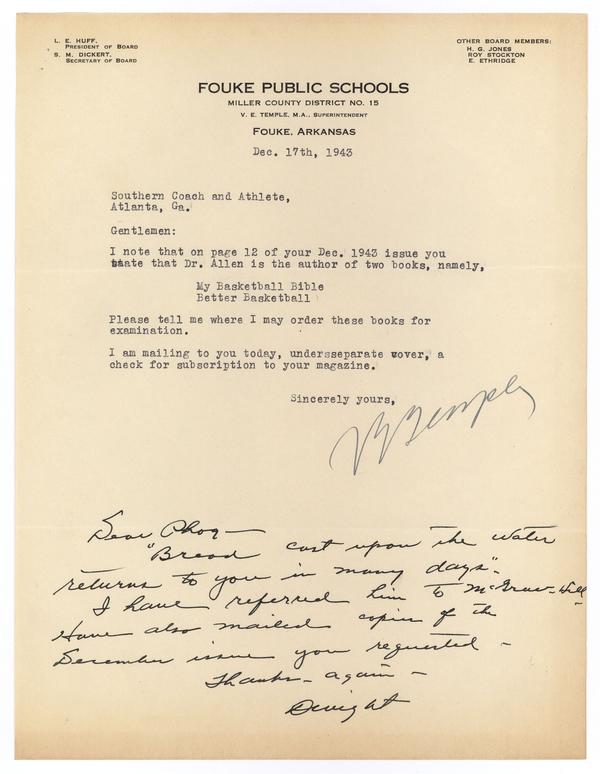 L. E. HUFF,
PRESIDENT OF BOARD
S. M. DICKERT,
SECRETARY OF BOARD
OTHER BOARD MEMBERS:
H. G. JONES
ROY STOCKTON
E. ETHRIDGE
FOUKE PUBLIC SCHOOLS
MILLER COUNTY DISTRICT NO. 15
V. E. TEMPLE, M.A., SUPERINTENDENT
FOUKE, ARKANSAS
Dec. 17th, 1943
Southern Coach and Athlete,
Atlanta, Ga.
Gentlemen:
I note that on page 12 of your Dec. 1943 issue you
state that Dr. Allen is the author of two books, namely,
My Basketball Bible
Better Basketball
Please tell me where I may order these books for
examination.
I am mailing to you today, undersseparate cover, a
check for subscription to your magazine.
Sincerely yours,
V E Temple
Dear Phog —
"Bread cast upon the water
returns to you in many days".
I have referred him to McGraw-Hill
Have also mailed copies of the
December issue you requested —
Thanks — again —
Dwight